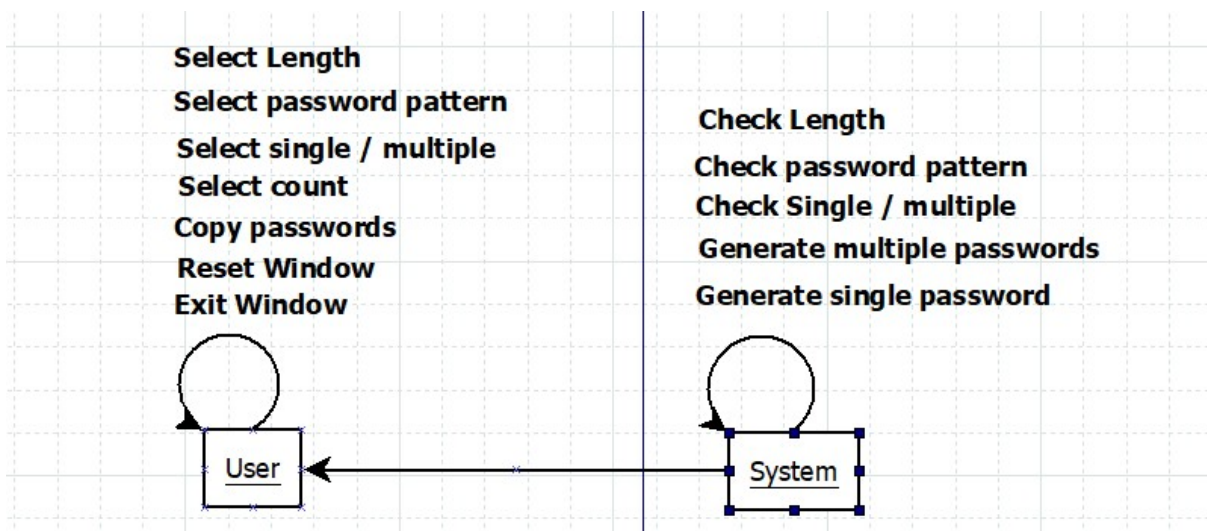 Select Length
Select password pattern
Select single / multiple
Select count
Copy passwords
Reset Window
Exit Window
User
Check Length
Check password pattern
Check Single / multiple
Generate multiple passwords
Generate single password
System